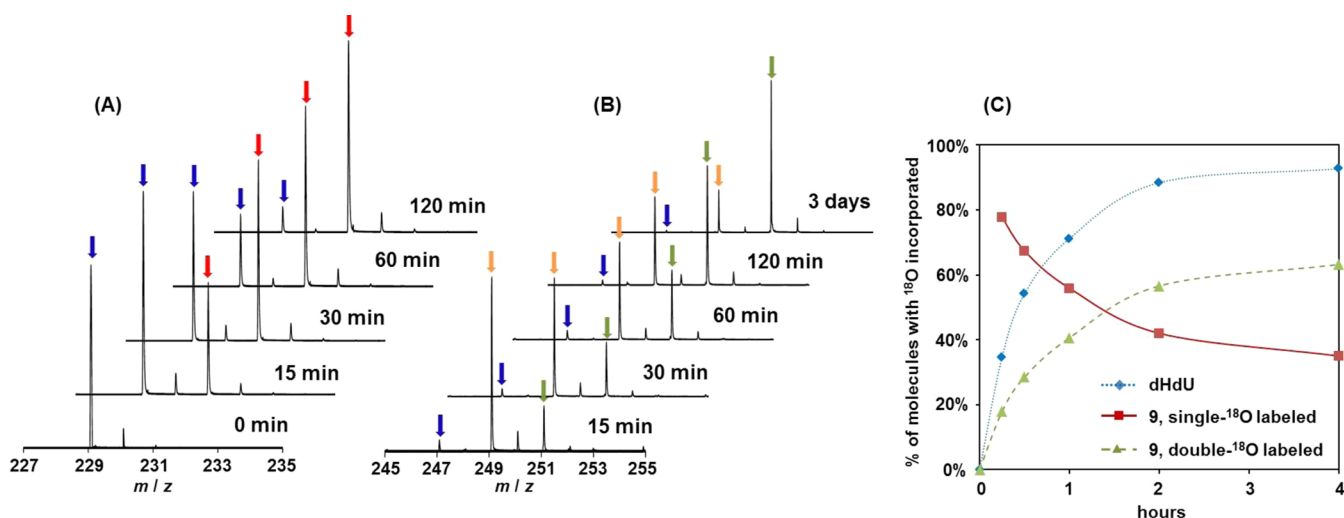 (A)
120 min
60 min
30 min
15 min
0 min
227 229 231 233 235
m / z
(B)
3 days
120 min
60 min
30 min
15 min
245 247 249 251 253 255
m / z
(C)
% of molecules with ¹⁸O incorporated
100%
80%
60%
40%
20%
0%
dHdU
9, single-¹⁸O labeled
9, double-¹⁸O labeled
0 1 2 3 4
hours